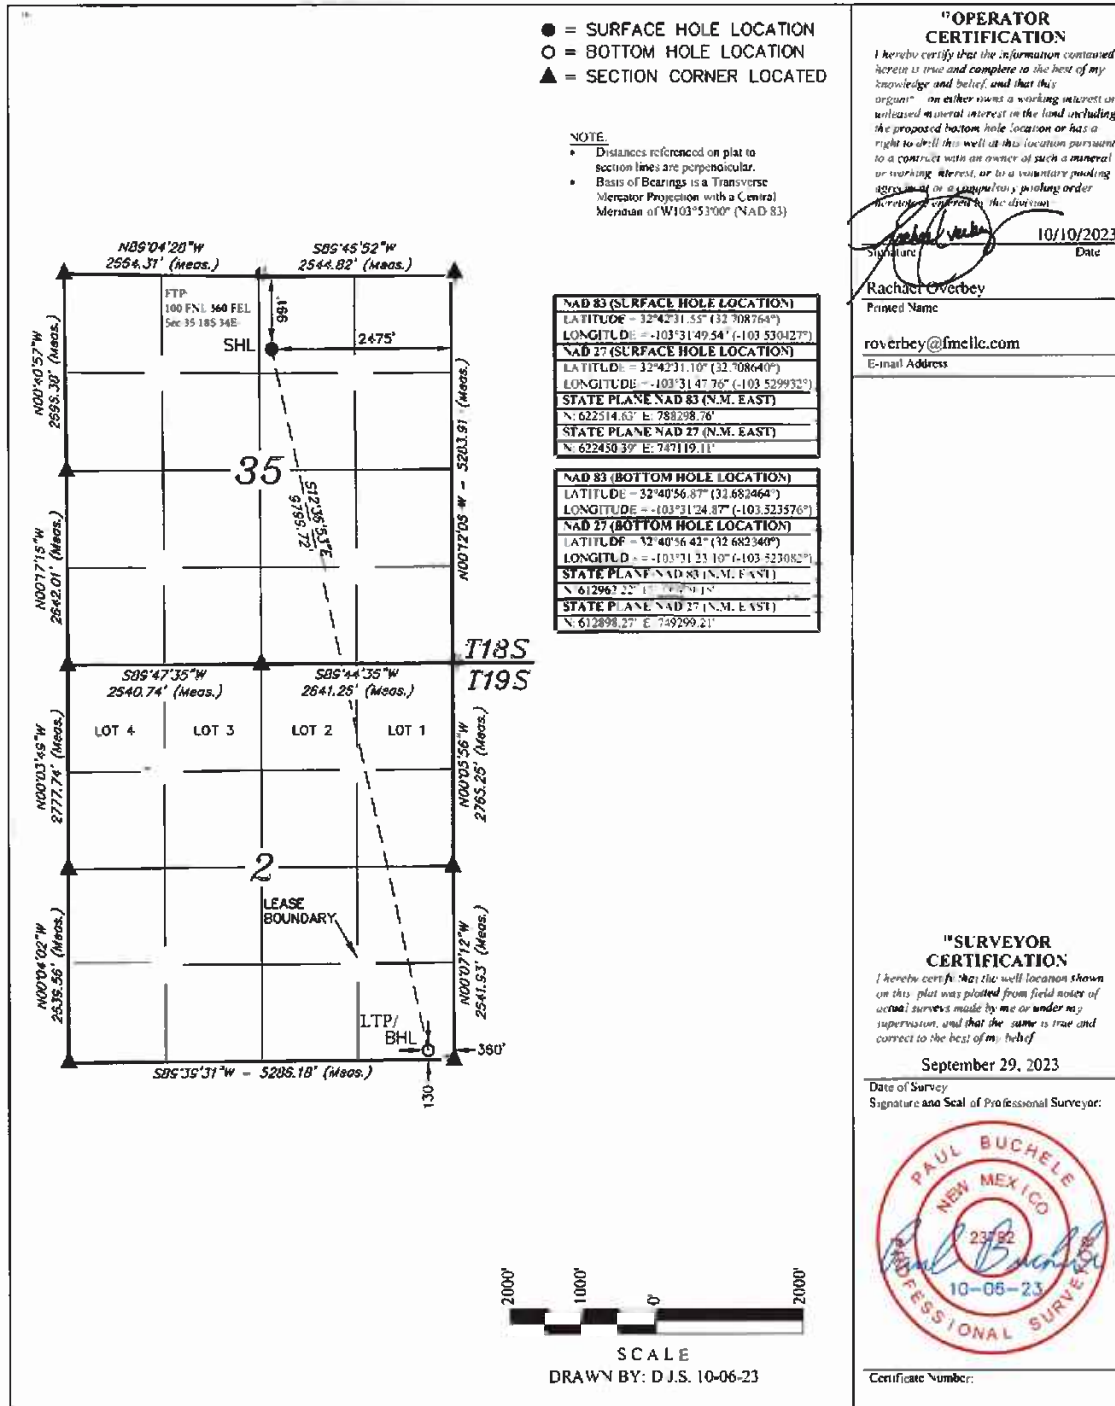 ● = SURFACE HOLE LOCATION
○ = BOTTOM HOLE LOCATION
▲ = SECTION CORNER LOCATED
NOTE:
• Distances referenced on plat to
section lines are perpendicular.
• Basis of Bearings is a Transverse
Mercator Projection with a Central
Meridian of W103°53'00" (NAD 83)
N89°04'28"W
2564.31' (Meas.)
S89°45'52"W
2544.82' (Meas.)
FTP
100 FNL 360 FEL
Sec 35 18S 34E
991'
SHL
2475'
N00°40'57"W
2695.30' (Meas.)
N00°12'05"W - 5283.91 (Meas.)
35
S12°36'53"E
9795.72'
N00°17'15"W
2642.01' (Meas.)
T18S
T19S
S89°47'35"W
2540.74' (Meas.)
S89°44'35"W
2641.25' (Meas.)
LOT 4
LOT 3
LOT 2
LOT 1
N00°03'49"W
2777.74' (Meas.)
N00°05'56"W
2765.25' (Meas.)
2
LEASE
BOUNDARY
N00°04'02"W
2639.56' (Meas.)
N00°07'12"W
2641.93' (Meas.)
LTP/
BHL
360'
130
S89°39'31"W - 5286.18' (Meas.)
NAD 83 (SURFACE HOLE LOCATION)
LATITUDE = 32°42'31.55" (32.708764°)
LONGITUDE = -103°31'49.54" (-103.530427°)
NAD 27 (SURFACE HOLE LOCATION)
LATITUDE = 32°42'31.10" (32.708640°)
LONGITUDE = -103°31'47.76" (-103.529932°)
STATE PLANE NAD 83 (N.M. EAST)
N: 622514.63' E: 788298.76'
STATE PLANE NAD 27 (N.M. EAST)
N: 622450.39' E: 747119.11'
NAD 83 (BOTTOM HOLE LOCATION)
LATITUDE = 32°40'56.87" (32.682464°)
LONGITUDE = -103°31'24.87" (-103.523576°)
NAD 27 (BOTTOM HOLE LOCATION)
LATITUDE = 32°40'56.42" (32.682340°)
LONGITUD = -103°31'23.10" (-103.523082°)
STATE PLANE NAD 83 (N.M. EAST)
N: 612962.22'
STATE PLANE NAD 27 (N.M. EAST)
N: 612898.27' E: 749299.21'
2000'
1000'
0'
2000'
SCALE
DRAWN BY: D.J.S. 10-06-23
17 OPERATOR
CERTIFICATION
I hereby certify that the information contained
herein is true and complete to the best of my
knowledge and belief, and that this
on either owns a working interest or
unleased mineral interest in the land including
the proposed bottom hole location or has a
right to drill this well at this location pursuant
to a contract with an owner of such a mineral
or working interest, or to a voluntary pooling
agreement or a compulsory pooling order
heretofore entered by the division
10/10/2023
Signature
Date
Rachael Overbey
Printed Name
roverbey@fmellc.com
E-mail Address
18 SURVEYOR
CERTIFICATION
I hereby certify that the well location shown
on this plat was plotted from field notes of
actual surveys made by me or under my
supervision, and that the same is true and
correct to the best of my belief
September 29, 2023
Date of Survey
Signature and Seal of Professional Surveyor:
PAUL BUCHELE
NEW MEXICO
23782
10-06-23
PROFESSIONAL SURVEYOR
Certificate Number: